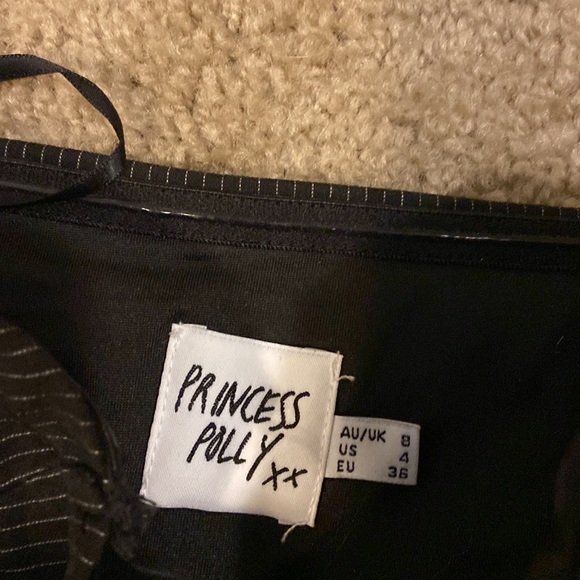 PRINCESS
POLLY
xx
AU/UK 8
US 4
EU 36